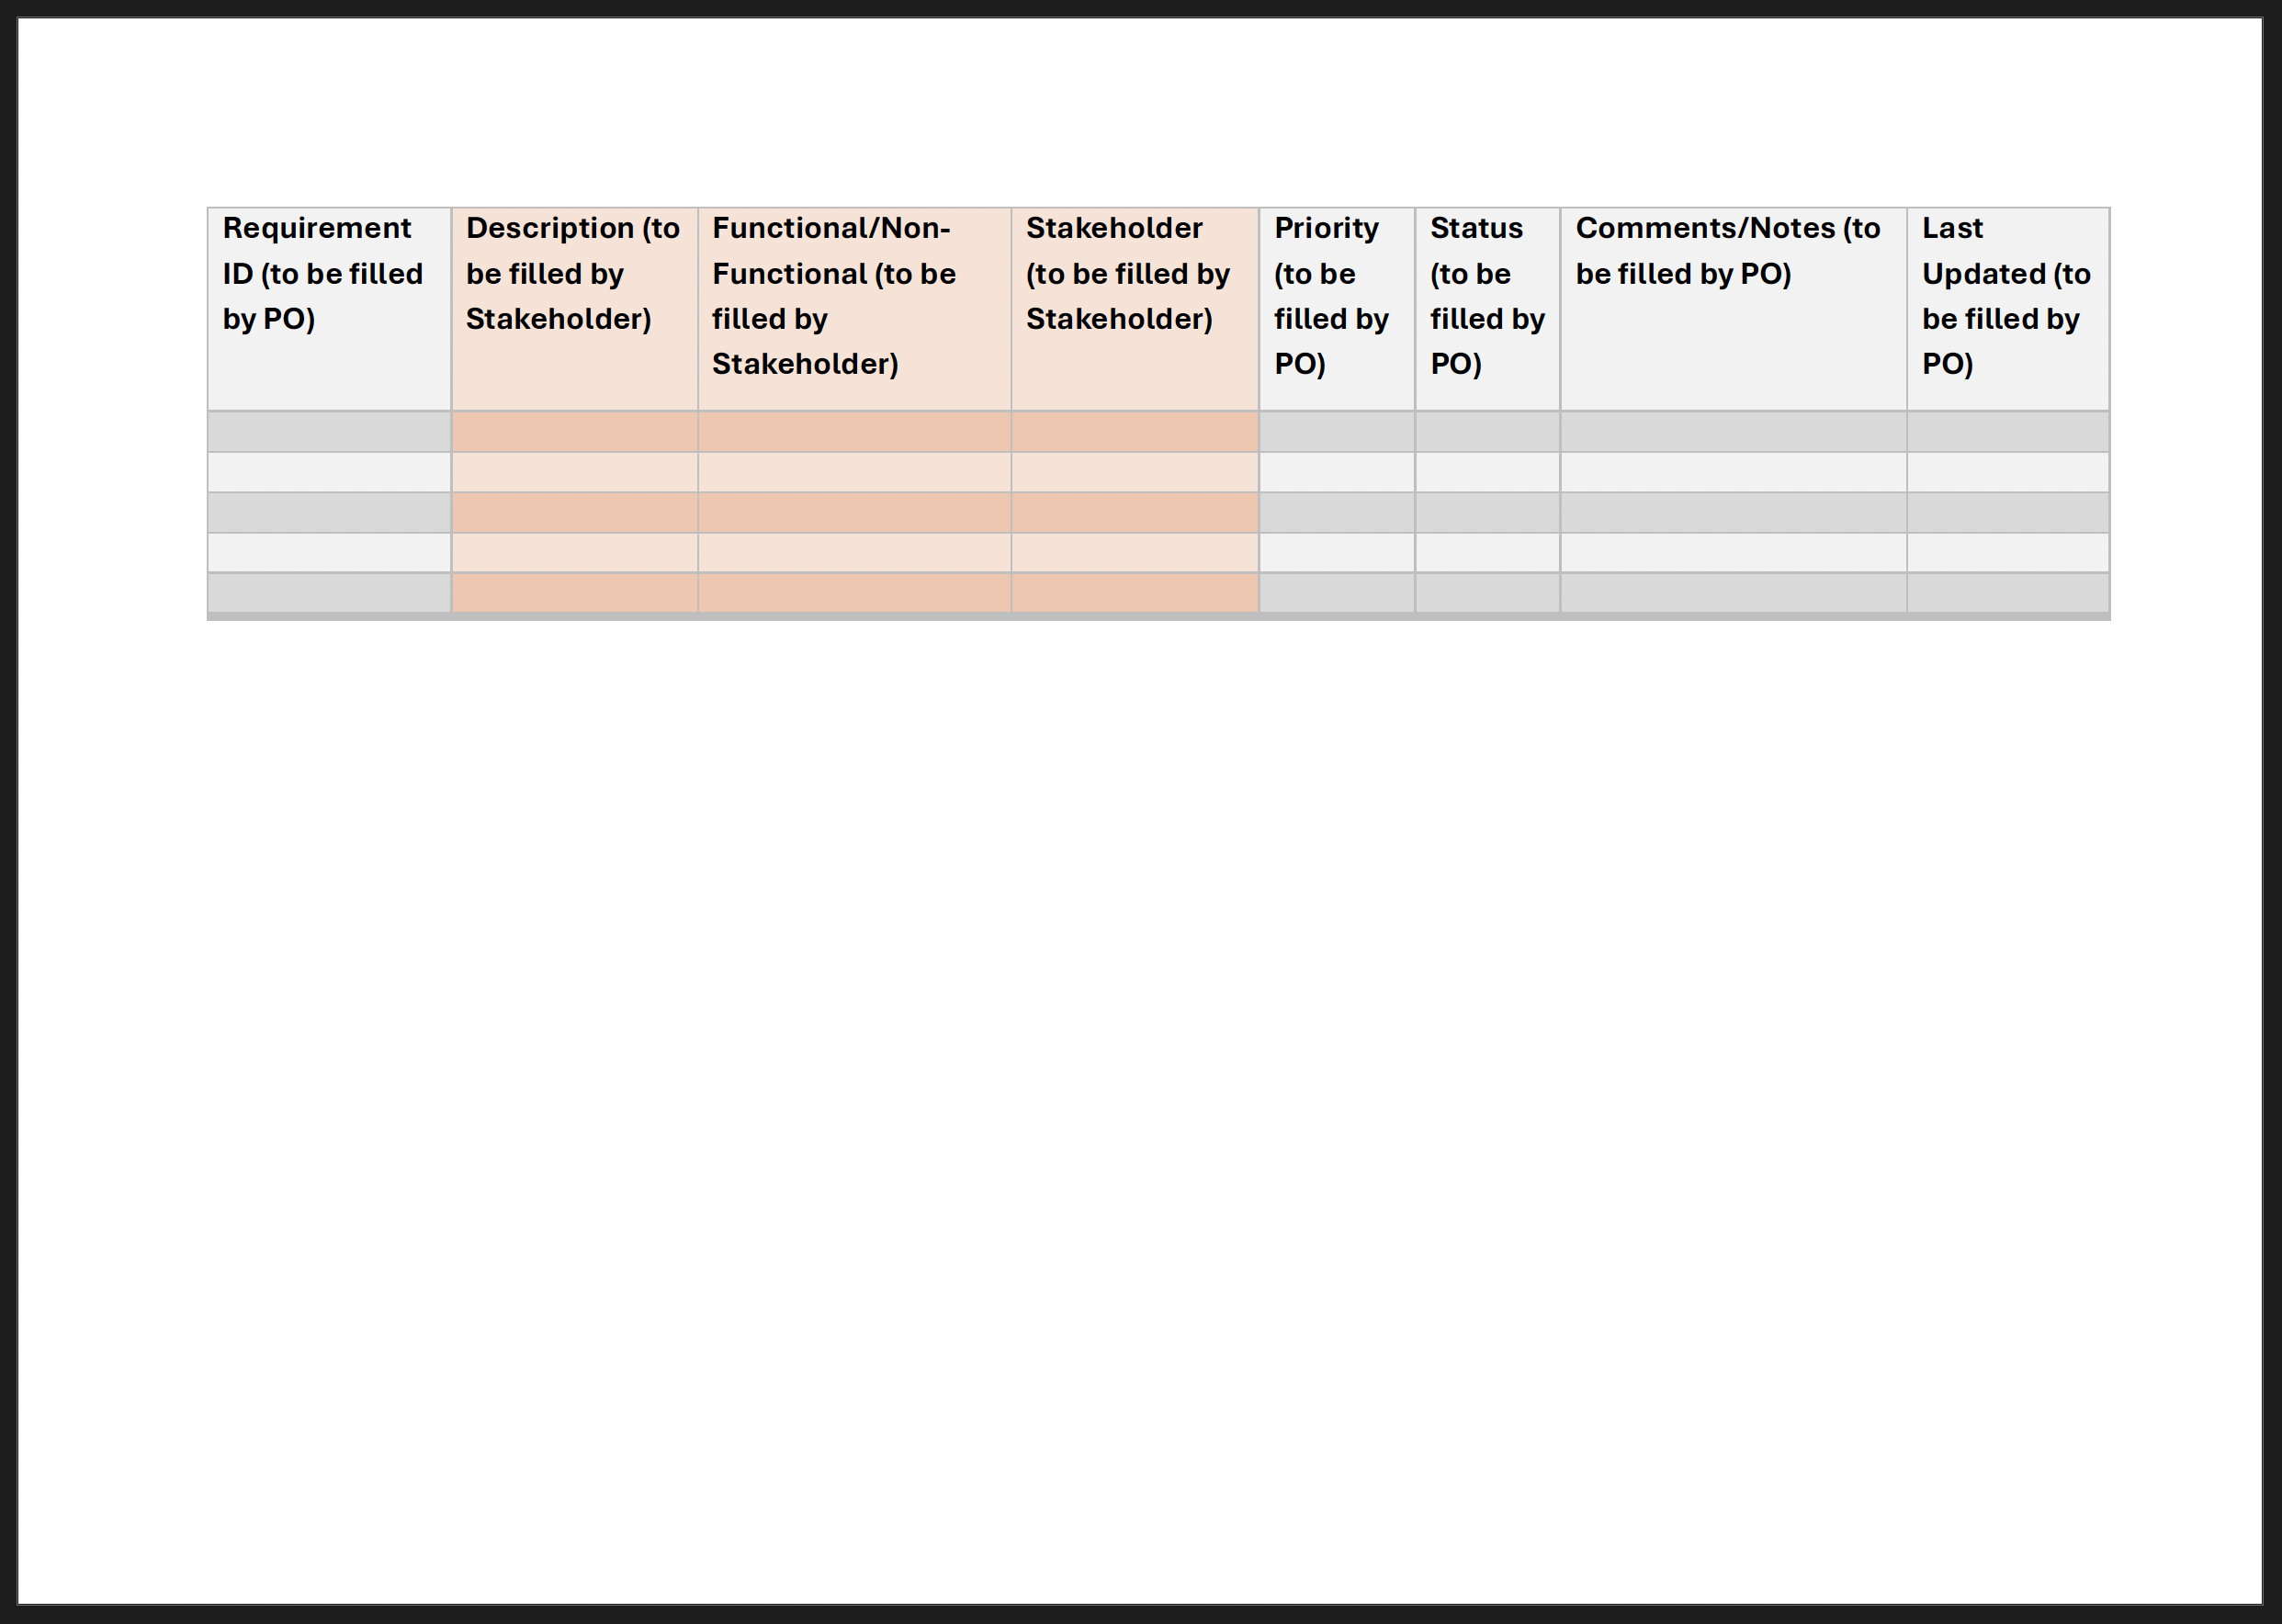 Requirement
ID (to be filled
by PO)
Description (to
be filled by
Stakeholder)
Functional/Non-
Functional (to be
filled by
Stakeholder)
Stakeholder
(to be filled by
Stakeholder)
Priority
(to be
filled by
PO)
Status
(to be
filled by
PO)
Comments/Notes (to
be filled by PO)
Last
Updated (to
be filled by
PO)